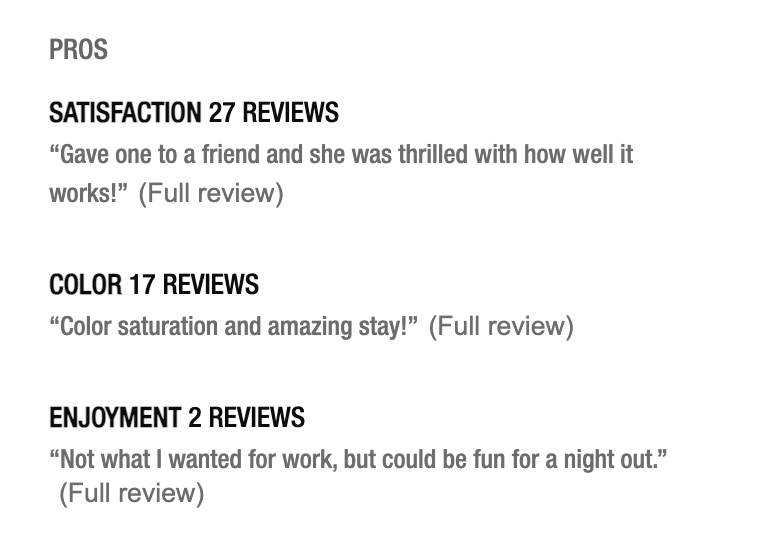 PROS
SATISFACTION 27 REVIEWS
“Gave one to a friend and she was thrilled with how well it
works!” (Full review)
COLOR 17 REVIEWS
“Color saturation and amazing stay!” (Full review)
ENJOYMENT 2 REVIEWS
“Not what I wanted for work, but could be fun for a night out.”
(Full review)